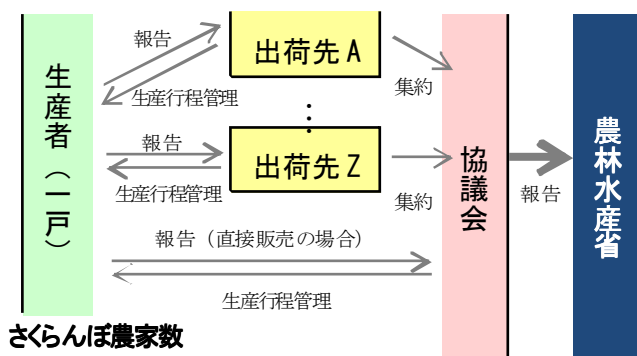 生産者（一戸）
報告
生産行程管理
出荷先A
集約
⋮
報告
生産行程管理
出荷先Z
集約
報告（直接販売の場合）
生産行程管理
協議会
報告
農林水産省
さくらんぼ農家数